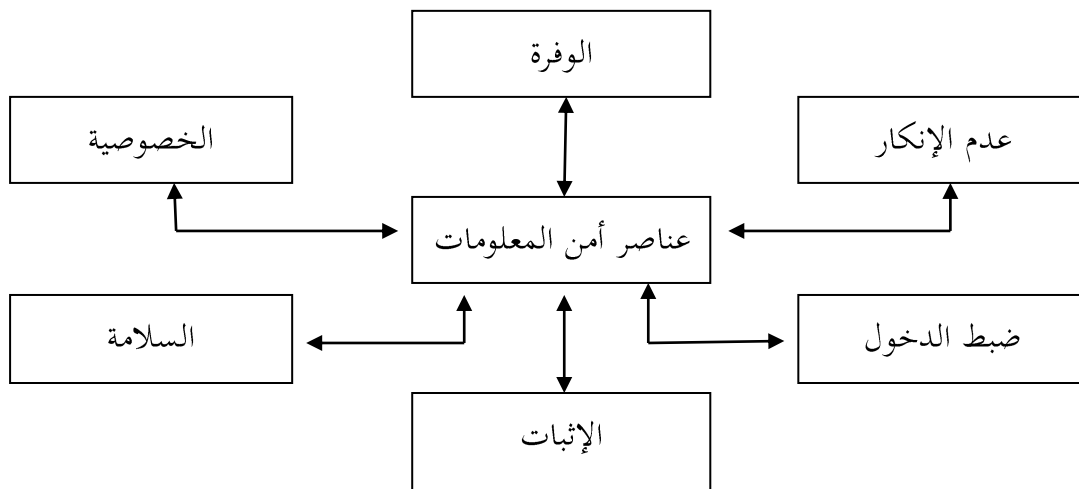 الوفرة
عدم الإنكار
الخصوصية
عناصر أمن المعلومات
ضبط الدخول
السلامة
الإثبات